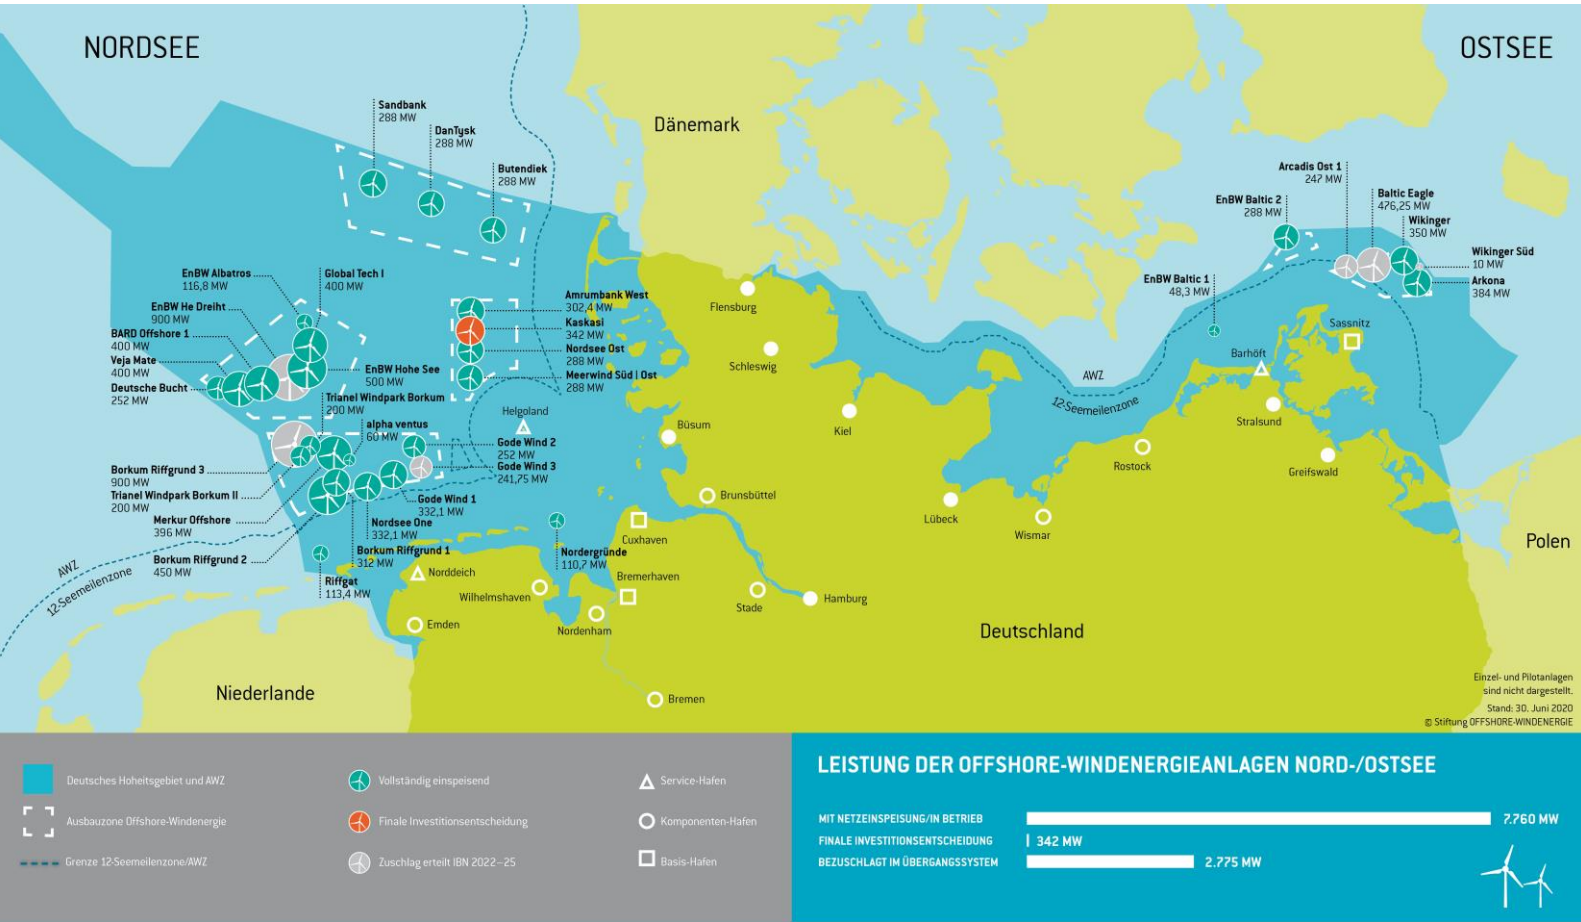 NORDSEE
OSTSEE
Sandbank
288 MW
DanTysk
288 MW
Butendiek
288 MW
Dänemark
Arcadis Ost 1
247 MW
EnBW Baltic 2
288 MW
Baltic Eagle
476,25 MW
Wikinger
350 MW
Wikinger Süd
10 MW
Arkona
384 MW
EnBW Baltic 1
48,3 MW
EnBW Albatros
116,8 MW
Global Tech I
400 MW
EnBW He Dreiht
900 MW
BARD Offshore 1
400 MW
Veja Mate
400 MW
Deutsche Bucht
252 MW
EnBW Hohe See
500 MW
Trianel Windpark Borkum
200 MW
alpha ventus
60 MW
Amrumbank West
302,4 MW
Kaskasi
342 MW
Nordsee Ost
288 MW
Meerwind Süd | Ost
288 MW
Helgoland
Gode Wind 2
252 MW
Gode Wind 3
241,75 MW
Gode Wind 1
332,1 MW
Borkum Riffgrund 3
900 MW
Trianel Windpark Borkum II
200 MW
Merkur Offshore
396 MW
Borkum Riffgrund 2
450 MW
Nordsee One
332,1 MW
Borkum Riffgrund 1
312 MW
Riffgat
113,4 MW
Nordergründe
110,7 MW
AWZ
12-Seemeilenzone
AWZ
12-Seemeilenzone
Flensburg
Schleswig
Kiel
Büsum
Brunsbüttel
Cuxhaven
Bremerhaven
Norddeich
Wilhelmshaven
Emden
Nordenham
Stade
Hamburg
Bremen
Lübeck
Wismar
Rostock
Barhöft
Sassnitz
Stralsund
Greifswald
Niederlande
Deutschland
Polen
Einzel- und Pilotanlagen
sind nicht dargestellt.
Stand: 30. Juni 2020
© Stiftung OFFSHORE-WINDENERGIE
Deutsches Hoheitsgebiet und AWZ
Ausbauzone Offshore-Windenergie
Grenze 12-Seemeilenzone/AWZ
Vollständig einspeisend
Finale Investitionsentscheidung
Zuschlag erteilt IBN 2022–25
Service-Hafen
Komponenten-Hafen
Basis-Hafen
LEISTUNG DER OFFSHORE-WINDENERGIEANLAGEN NORD-/OSTSEE
MIT NETZEINSPEISUNG/IN BETRIEB 7.760 MW
FINALE INVESTITIONSENTSCHEIDUNG 342 MW
BEZUSCHLAGT IM ÜBERGANGSSYSTEM 2.775 MW